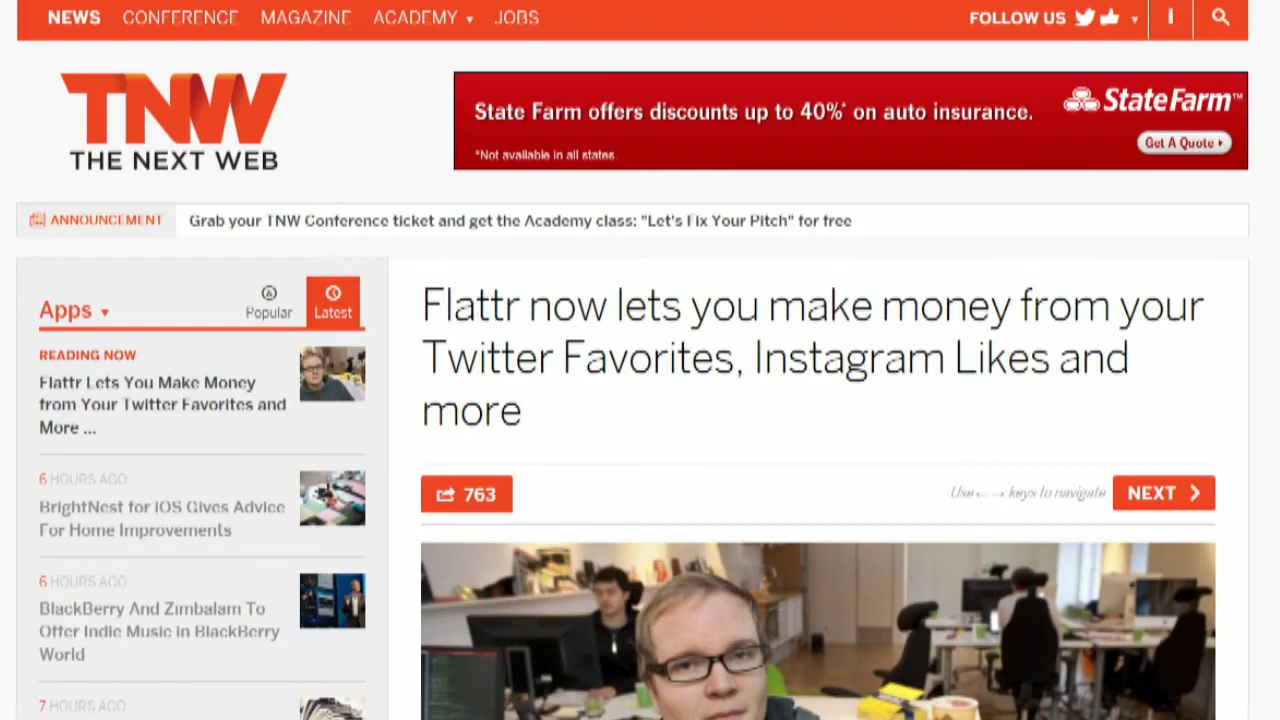 NEWS CONFERENCE MAGAZINE ACADEMY JOBS FOLLOW US
TNW
THE NEXT WEB
State Farm offers discounts up to 40%* on auto insurance.
*Not available in all states.
StateFarm™
Get A Quote
ANNOUNCEMENT Grab your TNW Conference ticket and get the Academy class: "Let's Fix Your Pitch" for free
Apps
Popular
Latest
READING NOW
Flattr Lets You Make Money
from Your Twitter Favorites and
More ...
6 HOURS AGO
BrightNest for iOS Gives Advice
For Home Improvements
6 HOURS AGO
BlackBerry And Zimbalam To
Offer Indie Music in BlackBerry
World
7 HOURS AGO
Flattr now lets you make money from your
Twitter Favorites, Instagram Likes and
more
763
Use keys to navigate
NEXT